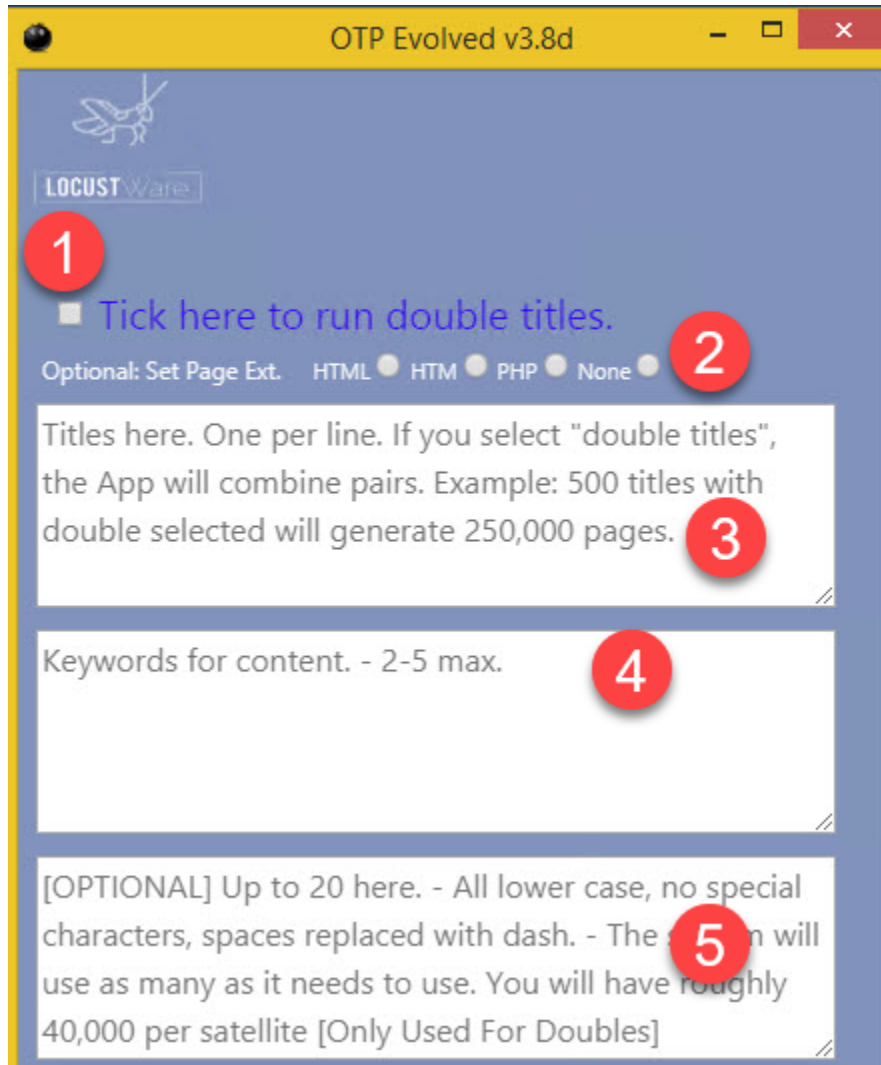 OTP Evolved v3.8d
LOCUSTWare
1
Tick here to run double titles.
2
Optional: Set Page Ext. HTML HTM PHP None
Titles here. One per line. If you select "double titles",
the App will combine pairs. Example: 500 titles with
double selected will generate 250,000 pages.
3
Keywords for content. - 2-5 max.
4
[OPTIONAL] Up to 20 here. - All lower case, no special
characters, spaces replaced with dash. - The will
5
use as many as it needs to use. You will have roughly
40,000 per satellite [Only Used For Doubles]